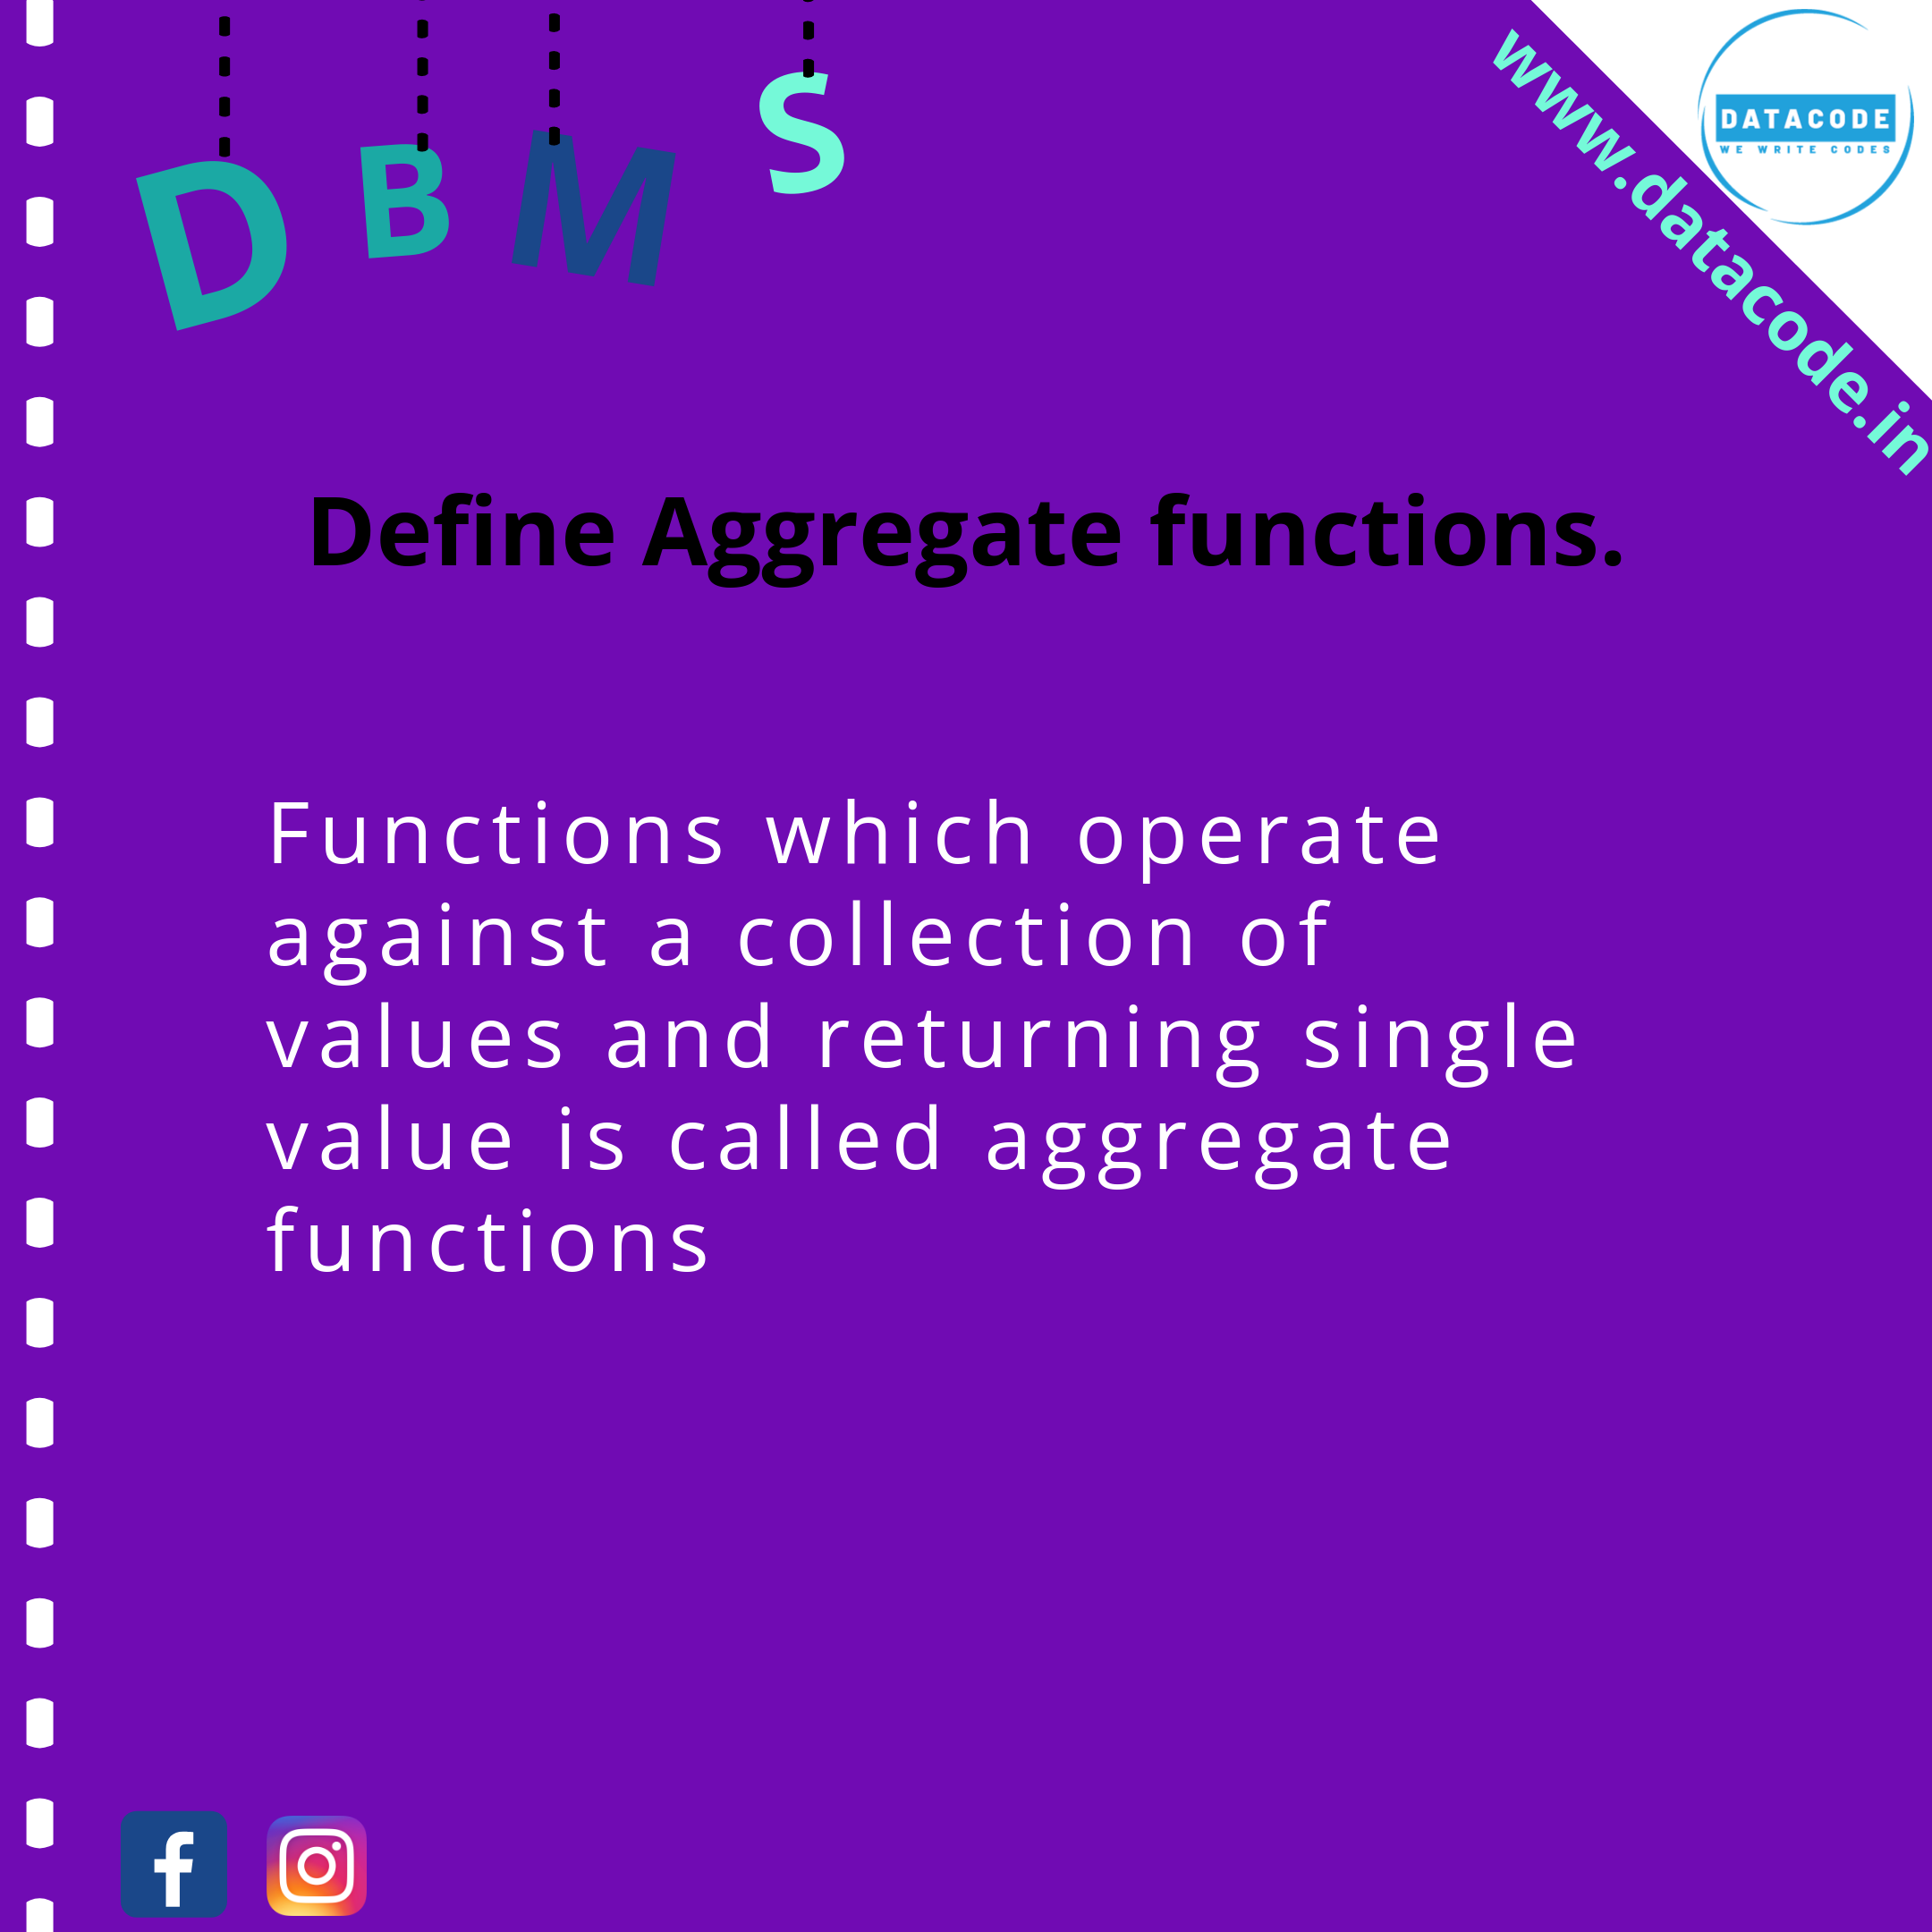 D B M S
www.datacode.in
DATACODE
WE WRITE CODES
Define Aggregate functions.
Functions which operate
against a collection of
values and returning single
value is called aggregate
functions